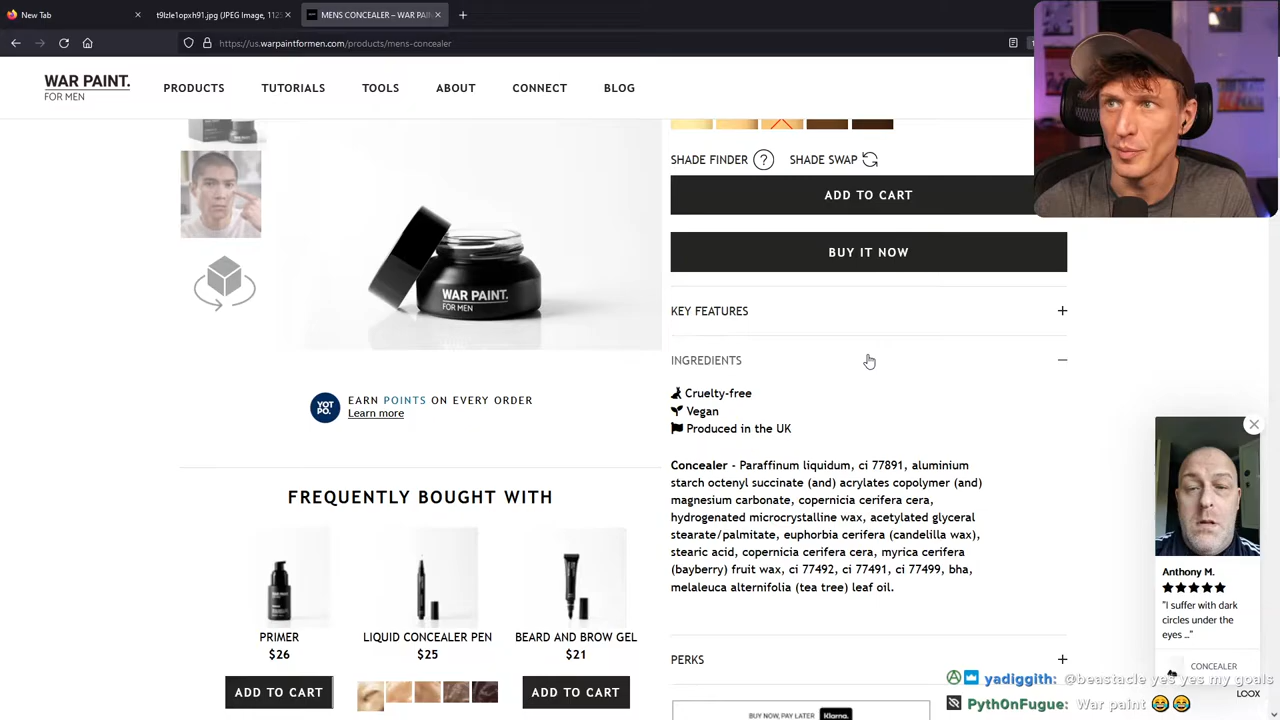 New Tab
t9lzle1opxh91.jpg (JPEG Image, 112
MENS CONCEALER – WAR PAI
https://us.warpaintformen.com/products/mens-concealer
WAR PAINT.
FOR MEN
PRODUCTS
TUTORIALS
TOOLS
ABOUT
CONNECT
BLOG
SHADE FINDER ?
SHADE SWAP
ADD TO CART
BUY IT NOW
WAR PAINT.
FOR MEN
KEY FEATURES +
INGREDIENTS −
Cruelty-free
Vegan
Produced in the UK
Concealer - Paraffinum liquidum, ci 77891, aluminium
starch octenyl succinate (and) acrylates copolymer (and)
magnesium carbonate, copernicia cerifera cera,
hydrogenated microcrystalline wax, acetylated glyceral
stearate/palmitate, euphorbia cerifera (candelilla wax),
stearic acid, copernicia cerifera cera, myrica cerifera
(bayberry) fruit wax, ci 77492, ci 77491, ci 77499, bha,
melaleuca alternifolia (tea tree) leaf oil.
YOT
PO.
EARN POINTS ON EVERY ORDER
Learn more
FREQUENTLY BOUGHT WITH
PRIMER
$26
ADD TO CART
LIQUID CONCEALER PEN
$25
BEARD AND BROW GEL
$21
ADD TO CART
PERKS +
BUY NOW, PAY LATER Klarna.
Anthony M.
★★★★★
"I suffer with dark
circles under the
eyes ..."
CONCEALER
LOOX
yadiggith: @beastacle yes yes my goals
Pyth0nFugue: War paint 😂😂